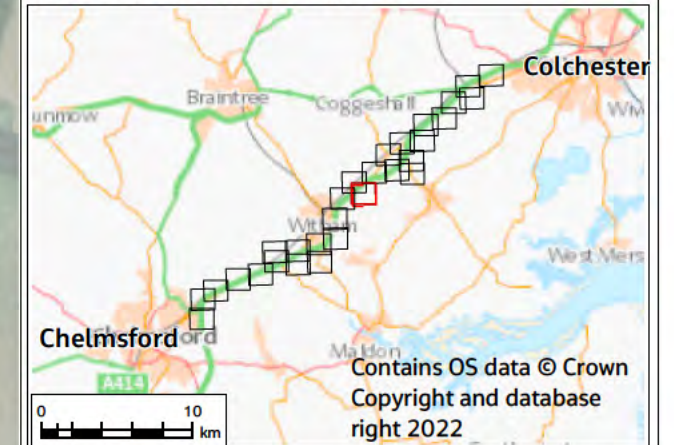 Colchester
Braintree
Coggeshall
unmow
Witham
West Mers
Chelmsford
Maldon
A414
Contains OS data © Crown
Copyright and database
right 2022
0 10
km